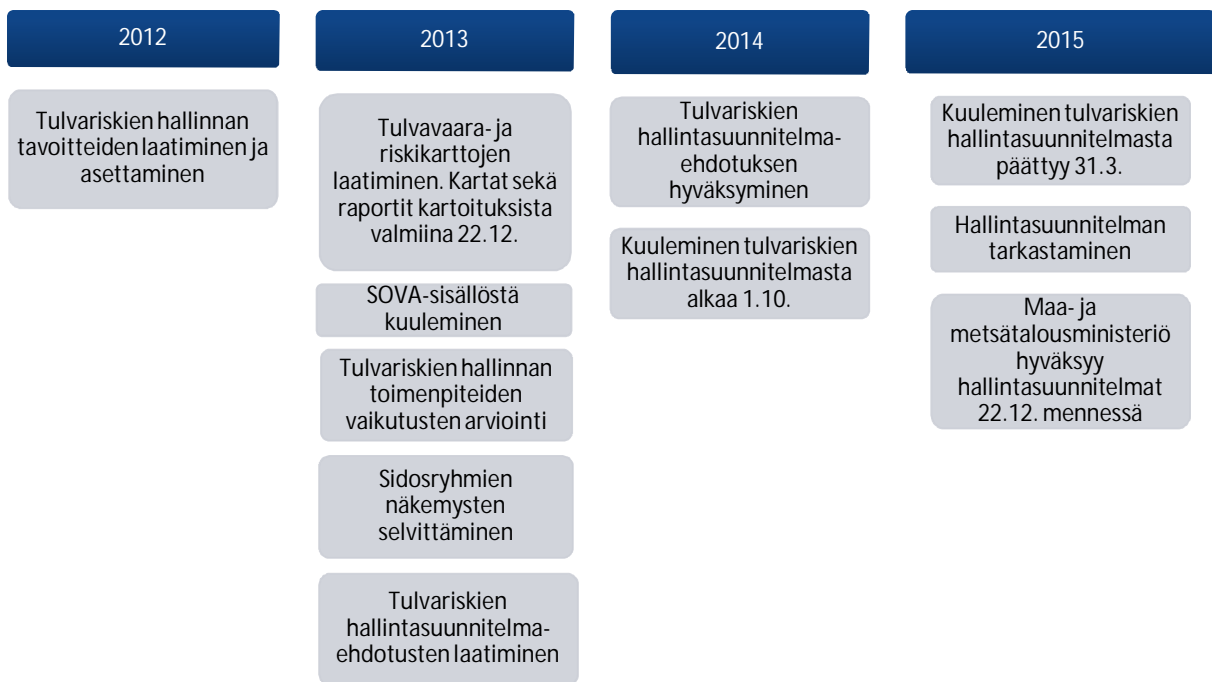 2012
Tulvariskien hallinnan
tavoitteiden laatiminen ja
asettaminen
2013
Tulvavaara- ja
riskikarttojen
laatiminen. Kartat sekä
raportit kartoituksista
valmiina 22.12.
SOVA-sisällöstä
kuuleminen
Tulvariskien hallinnan
toimenpiteiden
vaikutusten arviointi
Sidosryhmien
näkemysten
selvittäminen
Tulvariskien
hallintasuunnitelma-
ehdotusten laatiminen
2014
Tulvariskien
hallintasuunnitelma-
ehdotuksen
hyväksyminen
Kuuleminen tulvariskien
hallintasuunnitelmasta
alkaa 1.10.
2015
Kuuleminen tulvariskien
hallintasuunnitelmasta
päättyy 31.3.
Hallintasuunnitelman
tarkastaminen
Maa- ja
metsätalousministeriö
hyväksyy
hallintasuunnitelmat
22.12. mennessä